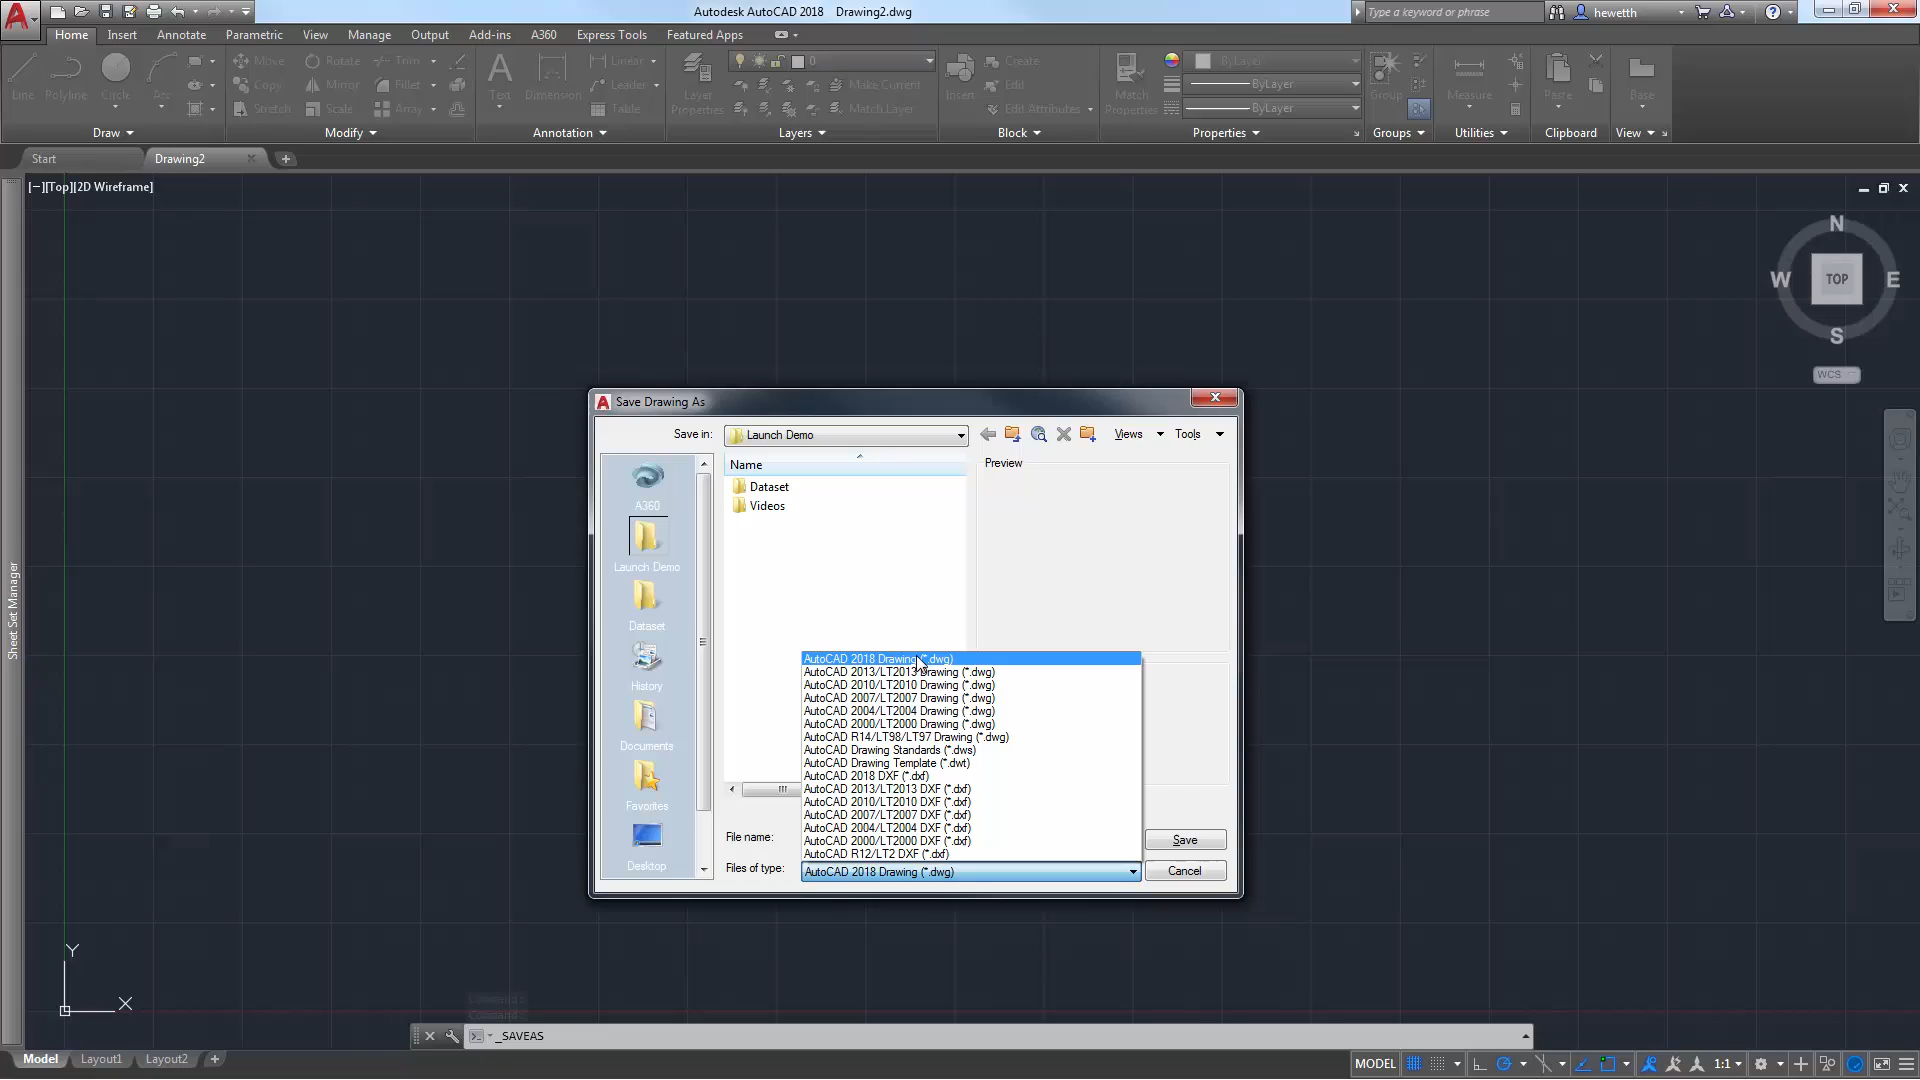 Autodesk AutoCAD 2018 Drawing2.dwg
Type a keyword or phrase
hewetth
Home Insert Annotate Parametric View Manage Output Add-ins A360 Express Tools Featured Apps
Line Polyline Circle Arc
Move Rotate Trim
Copy Mirror Fillet
Stretch Scale Array
Text Dimension
Linear
Leader
Table
Layer Properties
0
Make Current
Match Layer
Insert
Create
Edit
Edit Attributes
Match Properties
ByLayer
ByLayer
ByLayer
Group
Measure
Paste
Base
Draw Modify Annotation Layers Block Properties Groups Utilities Clipboard View
Start Drawing2
[−][Top][2D Wireframe]
N
W TOP E
S
WCS
Sheet Set Manager
Save Drawing As
Save in: Launch Demo Views Tools
Name
Preview
Dataset
Videos
A360
Launch Demo
Dataset
History
Documents
Favorites
Desktop
AutoCAD 2018 Drawing (*.dwg)
AutoCAD 2013/LT2013 Drawing (*.dwg)
AutoCAD 2010/LT2010 Drawing (*.dwg)
AutoCAD 2007/LT2007 Drawing (*.dwg)
AutoCAD 2004/LT2004 Drawing (*.dwg)
AutoCAD 2000/LT2000 Drawing (*.dwg)
AutoCAD R14/LT98/LT97 Drawing (*.dwg)
AutoCAD Drawing Standards (*.dws)
AutoCAD Drawing Template (*.dwt)
AutoCAD 2018 DXF (*.dxf)
AutoCAD 2013/LT2013 DXF (*.dxf)
AutoCAD 2010/LT2010 DXF (*.dxf)
AutoCAD 2007/LT2007 DXF (*.dxf)
AutoCAD 2004/LT2004 DXF (*.dxf)
AutoCAD 2000/LT2000 DXF (*.dxf)
AutoCAD R12/LT2 DXF (*.dxf)
File name: Save
Files of type: AutoCAD 2018 Drawing (*.dwg) Cancel
Y
X
Command:
Command:
_SAVEAS
Model Layout1 Layout2
MODEL 1:1